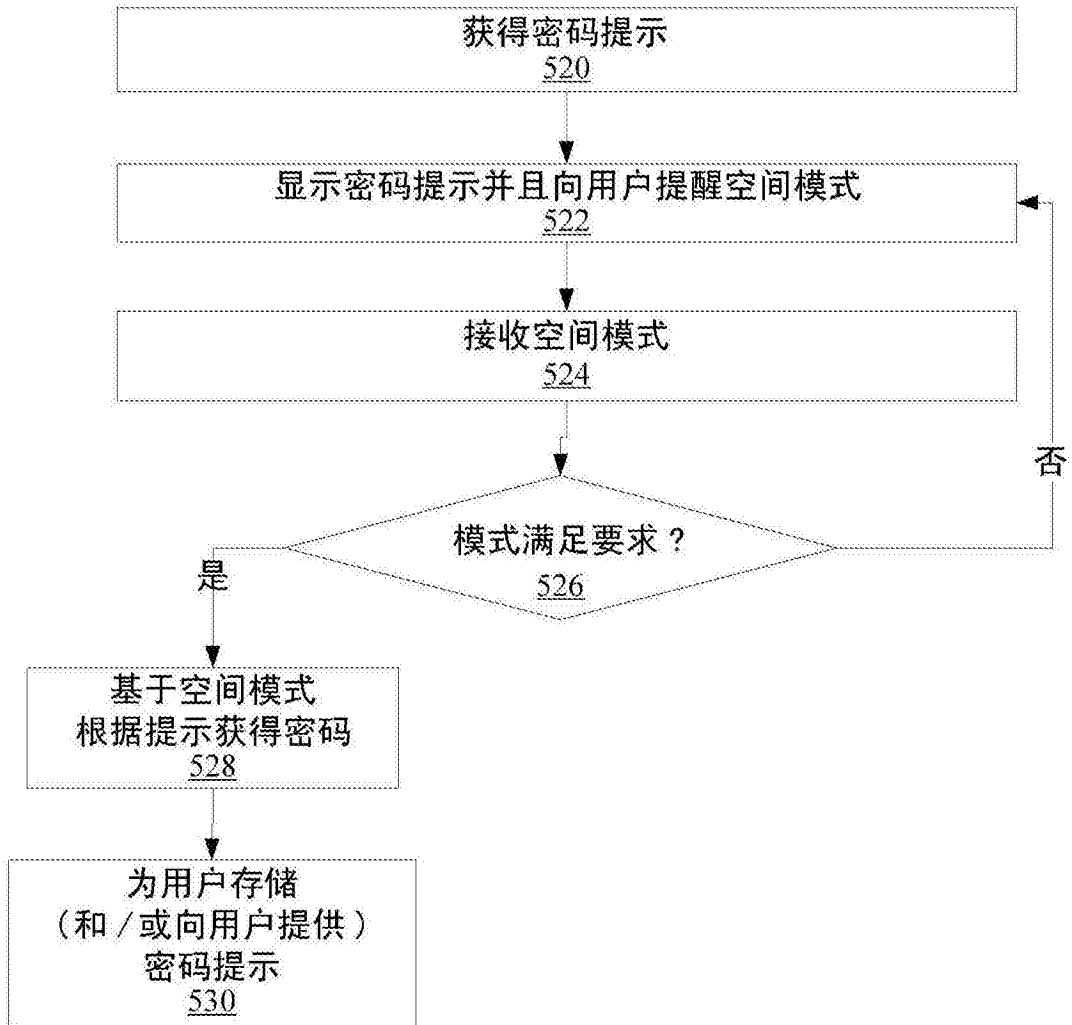 获得密码提示
520
显示密码提示并且向用户提醒空间模式
522
接收空间模式
524
否
模式满足要求?
526
是
基于空间模式
根据提示获得密码
528
为用户存储
(和/或向用户提供)
密码提示
530